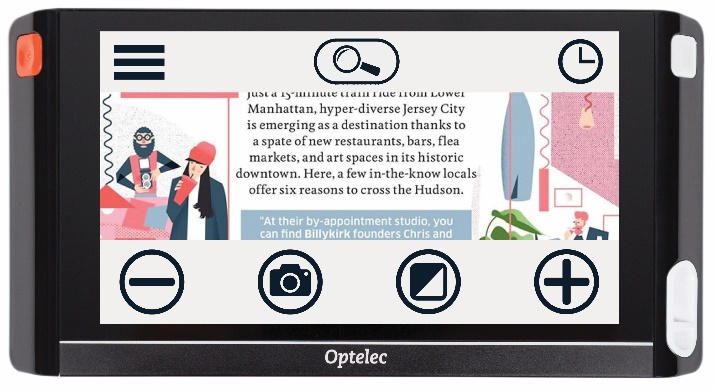 Just a 15-minute train ride from Lower
Manhattan, hyper-diverse Jersey City
is emerging as a destination thanks to
a spate of new restaurants, bars, flea
markets, and art spaces in its historic
downtown. Here, a few in-the-know locals
offer six reasons to cross the Hudson.
"At their by-appointment studio, you
can find Billykirk founders Chris and
Optelec